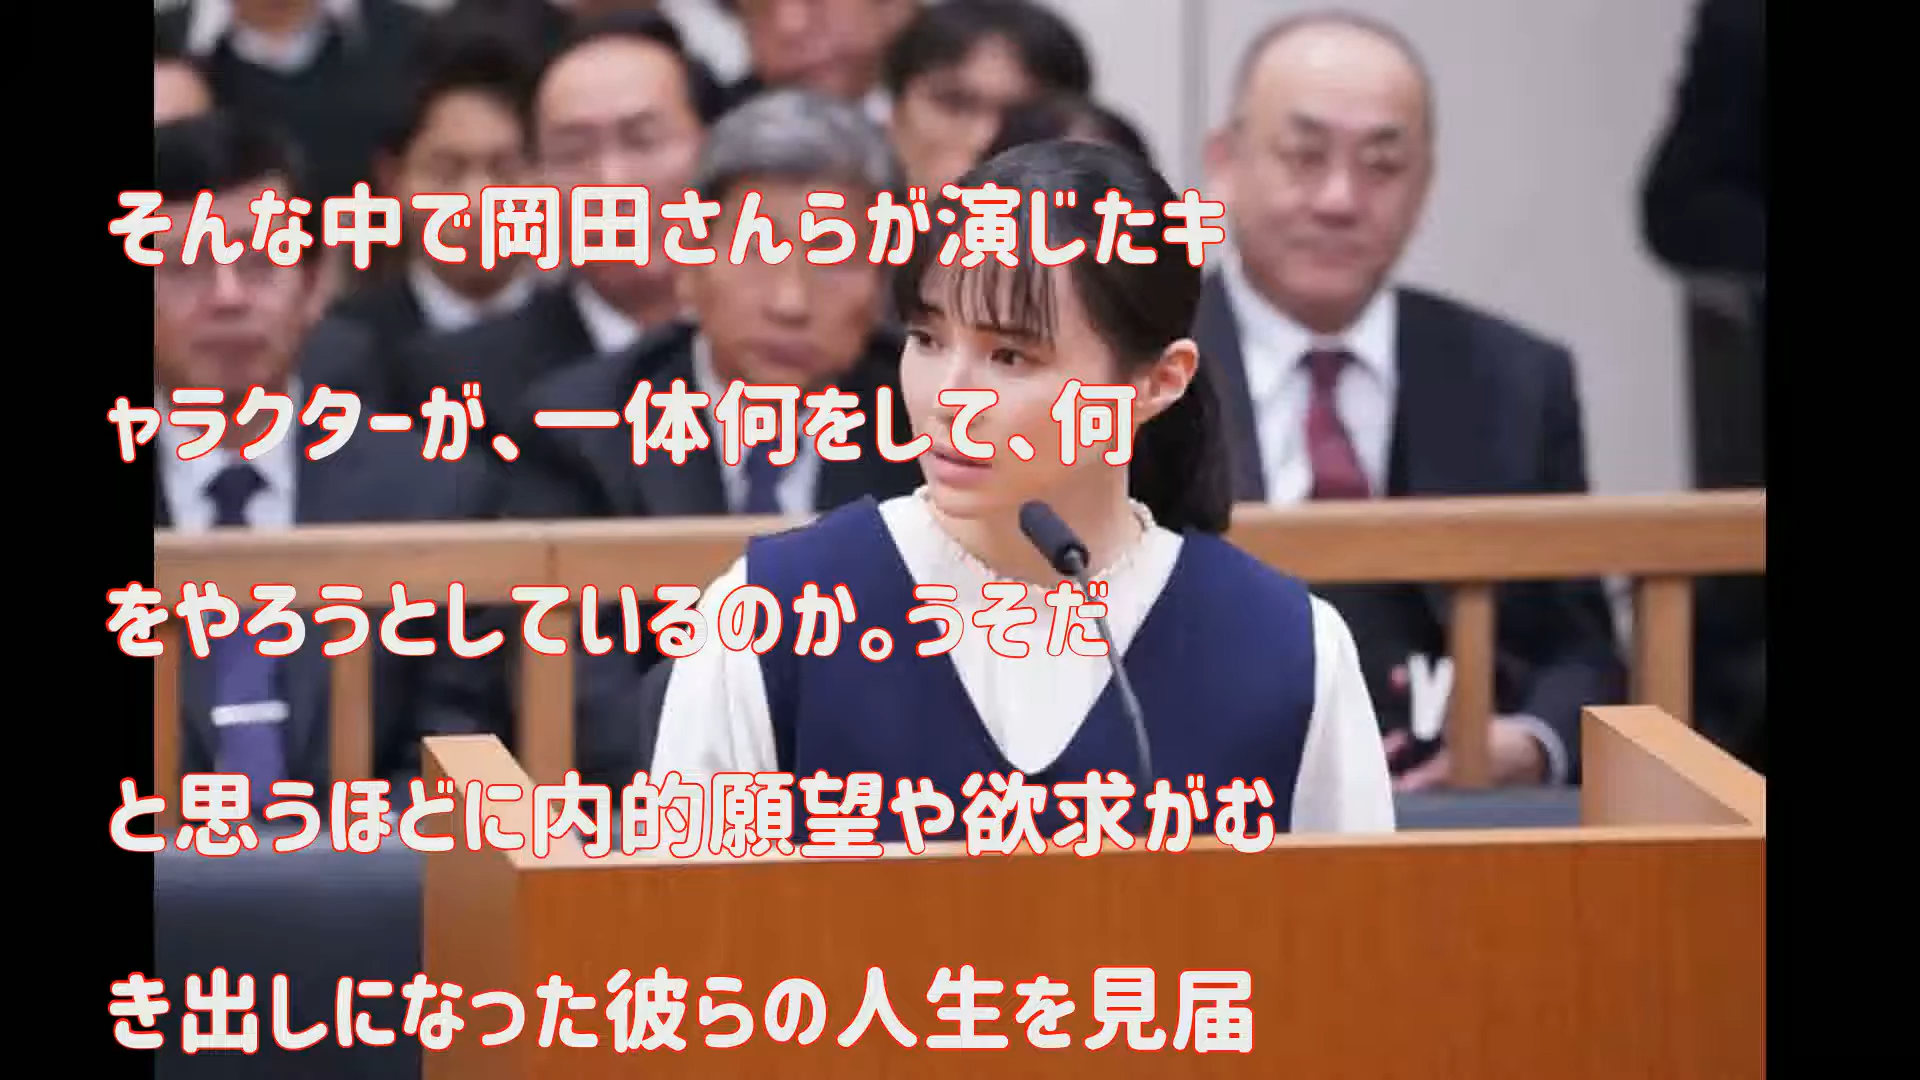 そんな中で岡田さんらが演じたキ
ャラクターが、一体何をして、何
をやろうとしているのか。うそだ
と思うほどに内的願望や欲求がむ
き出しになった彼らの人生を見届